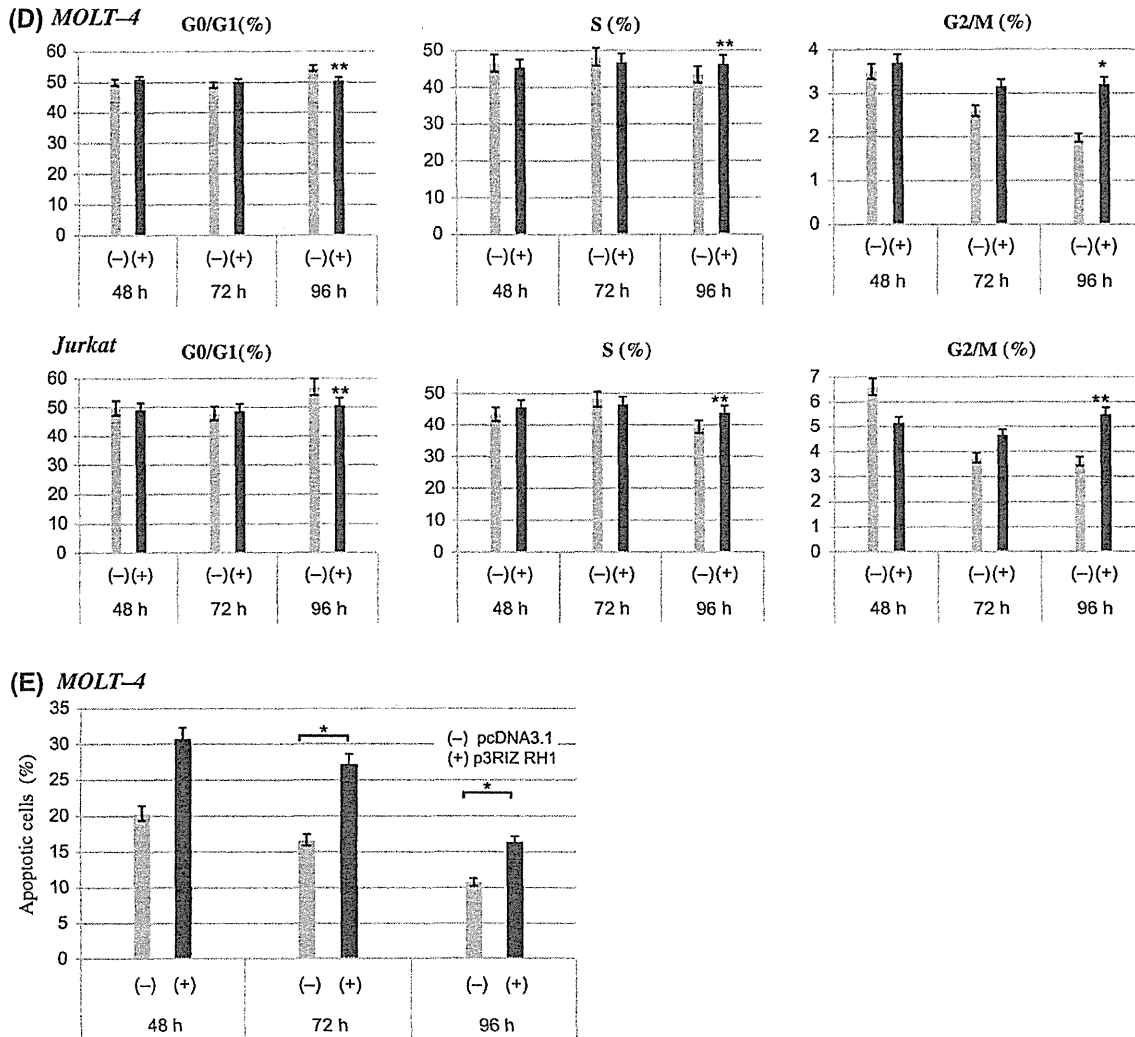 (D) MOLT–4
G0/G1(%)
S (%)
G2/M (%)
60
50
40
30
20
10
0
**
(–)(+) (–)(+) (–)(+)
48 h 72 h 96 h
50
40
30
20
10
0
**
(–)(+) (–)(+) (–)(+)
48 h 72 h 96 h
4
3
2
1
0
*
(–)(+) (–)(+) (–)(+)
48 h 72 h 96 h
Jurkat
G0/G1(%)
S (%)
G2/M (%)
60
50
40
30
20
10
0
**
(–)(+) (–)(+) (–)(+)
48 h 72 h 96 h
50
40
30
20
10
0
**
(–)(+) (–)(+) (–)(+)
48 h 72 h 96 h
7
6
5
4
3
2
1
0
**
(–)(+) (–)(+) (–)(+)
48 h 72 h 96 h
(E) MOLT–4
Apoptotic cells (%)
35
30
25
20
15
10
5
0
*
*
(–) pcDNA3.1
(+) p3RIZ RH1
(–) (+) (–) (+) (–) (+)
48 h 72 h 96 h